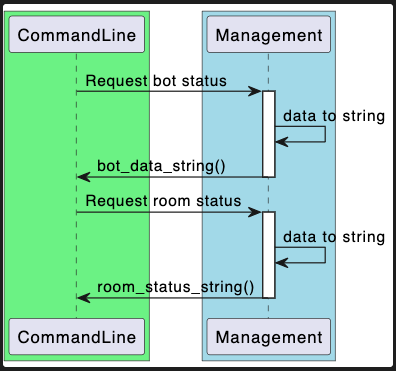 CommandLine Management
Request bot status
data to string
bot_data_string()
Request room status
data to string
room_status_string()
CommandLine Management